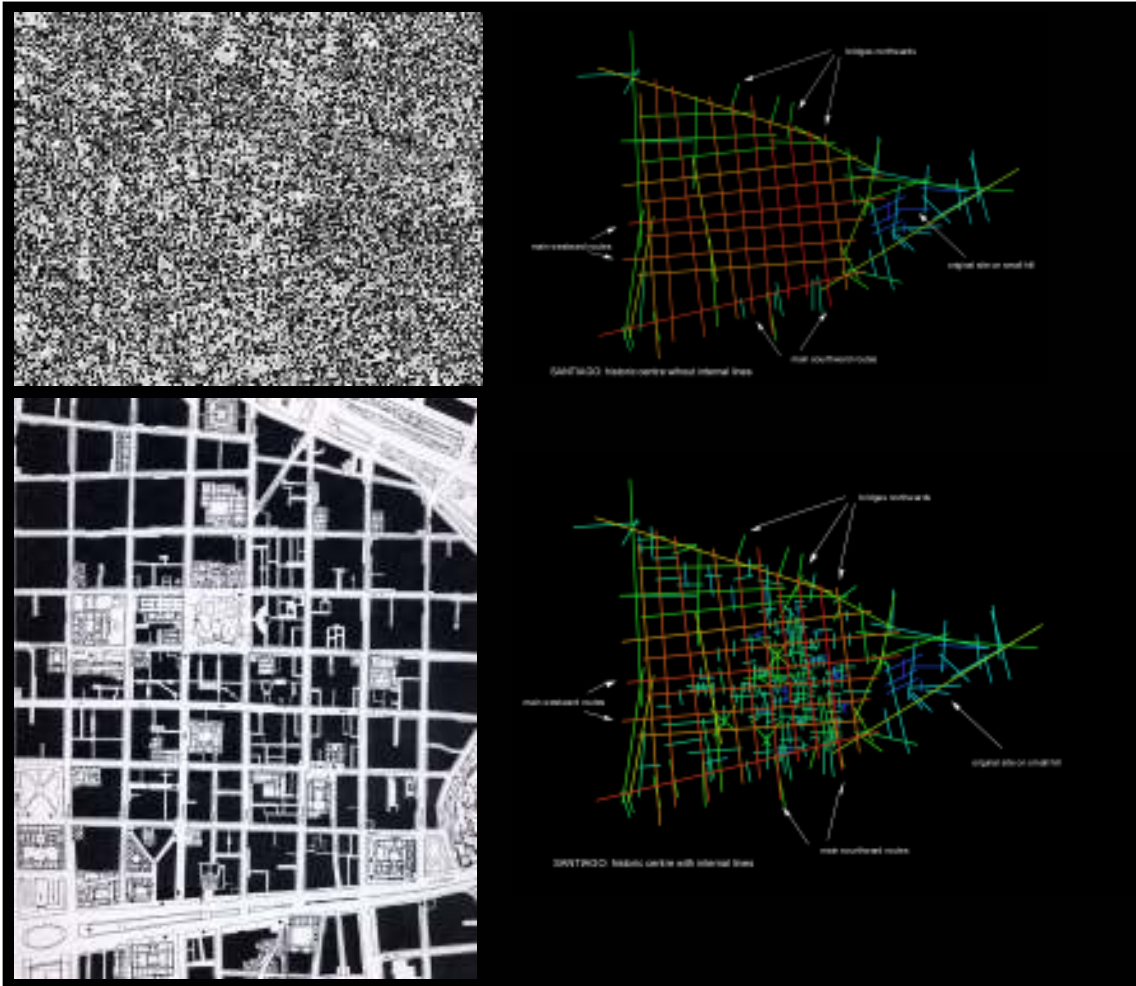 bridges northwards
main westward routes
original site on small hill
main southward routes
SANTIAGO: historic centre without internal lines
bridges northwards
main westward routes
original site on small hill
main southward routes
SANTIAGO: historic centre with internal lines